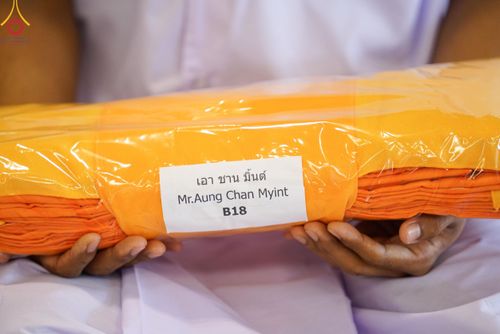 เอา ชาน มิ้นต์
Mr.Aung Chan Myint
B18